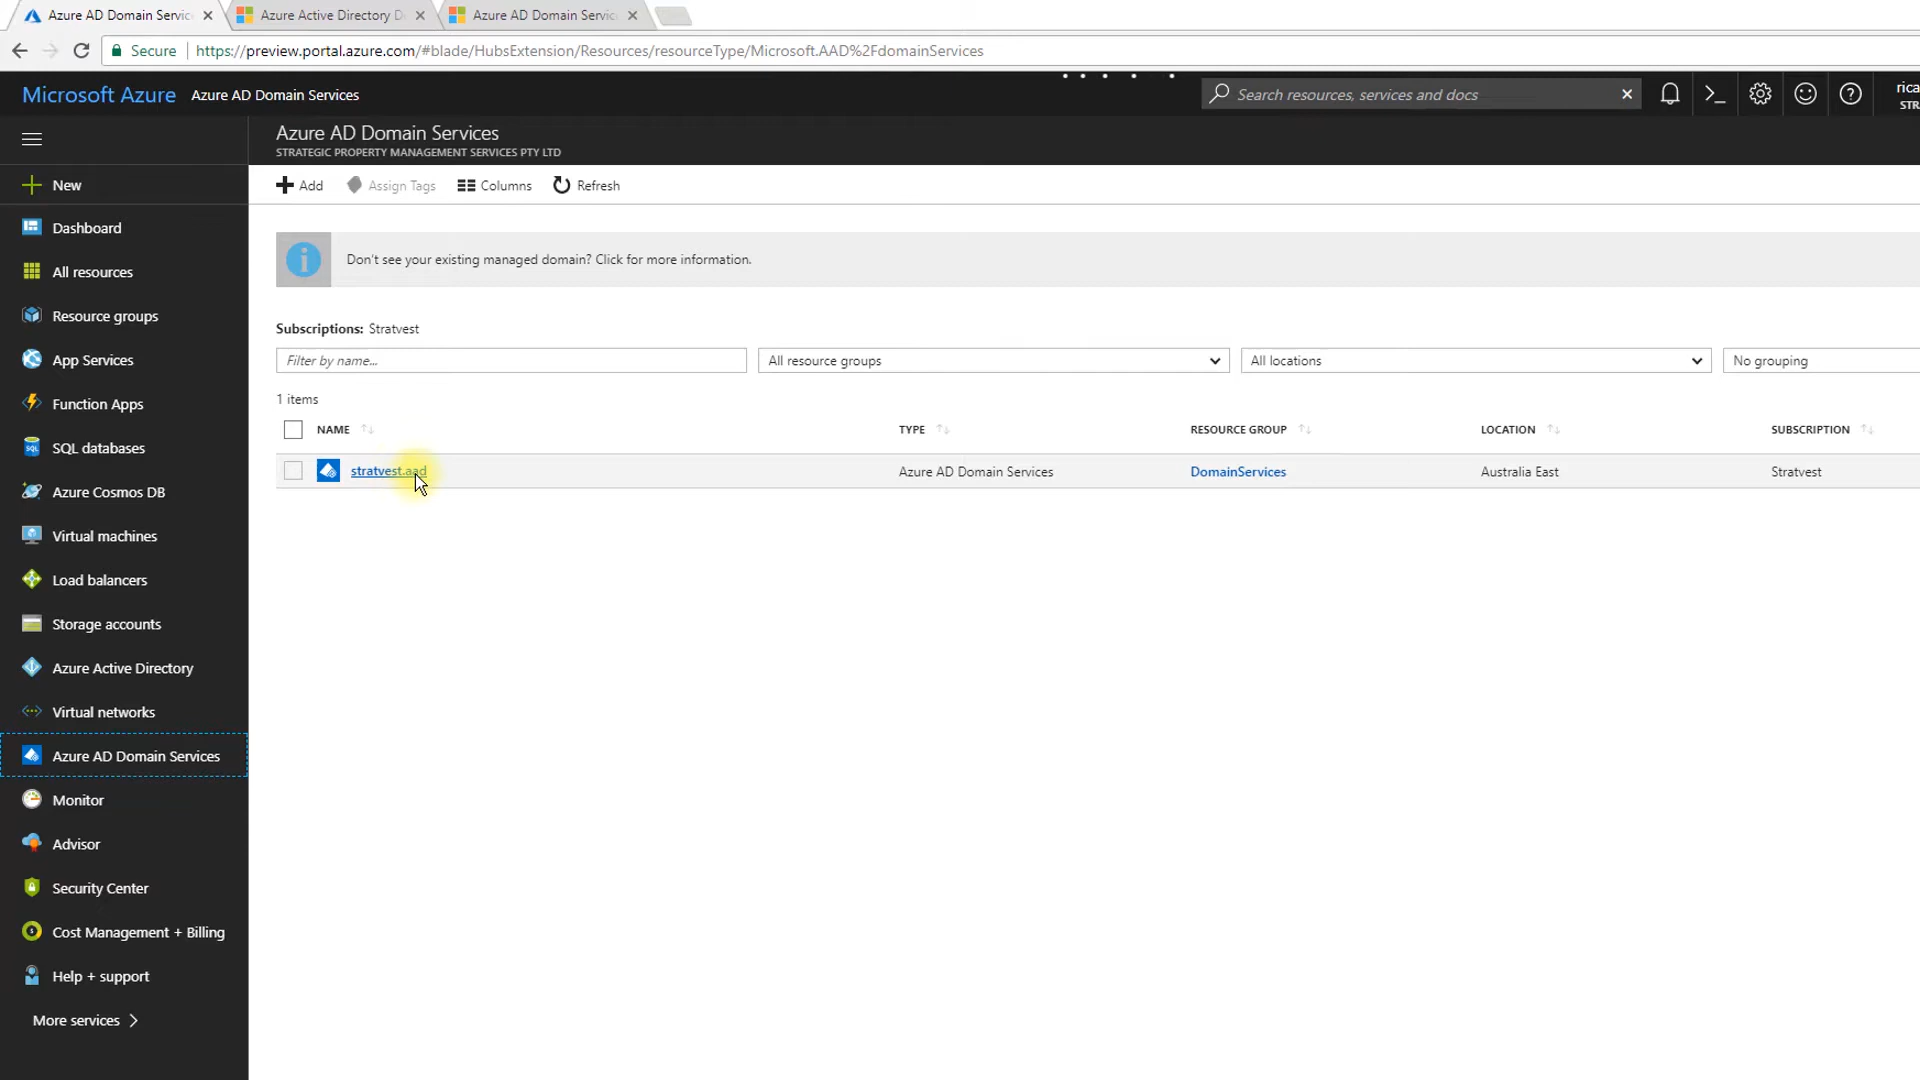 Azure AD Domain Servic
Azure Active Directory D
Azure AD Domain Servic
Secure
https://preview.portal.azure.com/#blade/HubsExtension/Resources/resourceType/Microsoft.AAD%2FdomainServices
Microsoft Azure
Azure AD Domain Services
Search resources, services and docs
rica
STR
Azure AD Domain Services
STRATEGIC PROPERTY MANAGEMENT SERVICES PTY LTD
New
Dashboard
All resources
Resource groups
App Services
Function Apps
SQL databases
Azure Cosmos DB
Virtual machines
Load balancers
Storage accounts
Azure Active Directory
Virtual networks
Azure AD Domain Services
Monitor
Advisor
Security Center
Cost Management + Billing
Help + support
More services
Add
Assign Tags
Columns
Refresh
Don't see your existing managed domain? Click for more information.
Subscriptions: Stratvest
Filter by name...
All resource groups
All locations
No grouping
1 items
NAME TYPE RESOURCE GROUP LOCATION SUBSCRIPTION
stratvest.aad Azure AD Domain Services DomainServices Australia East Stratvest